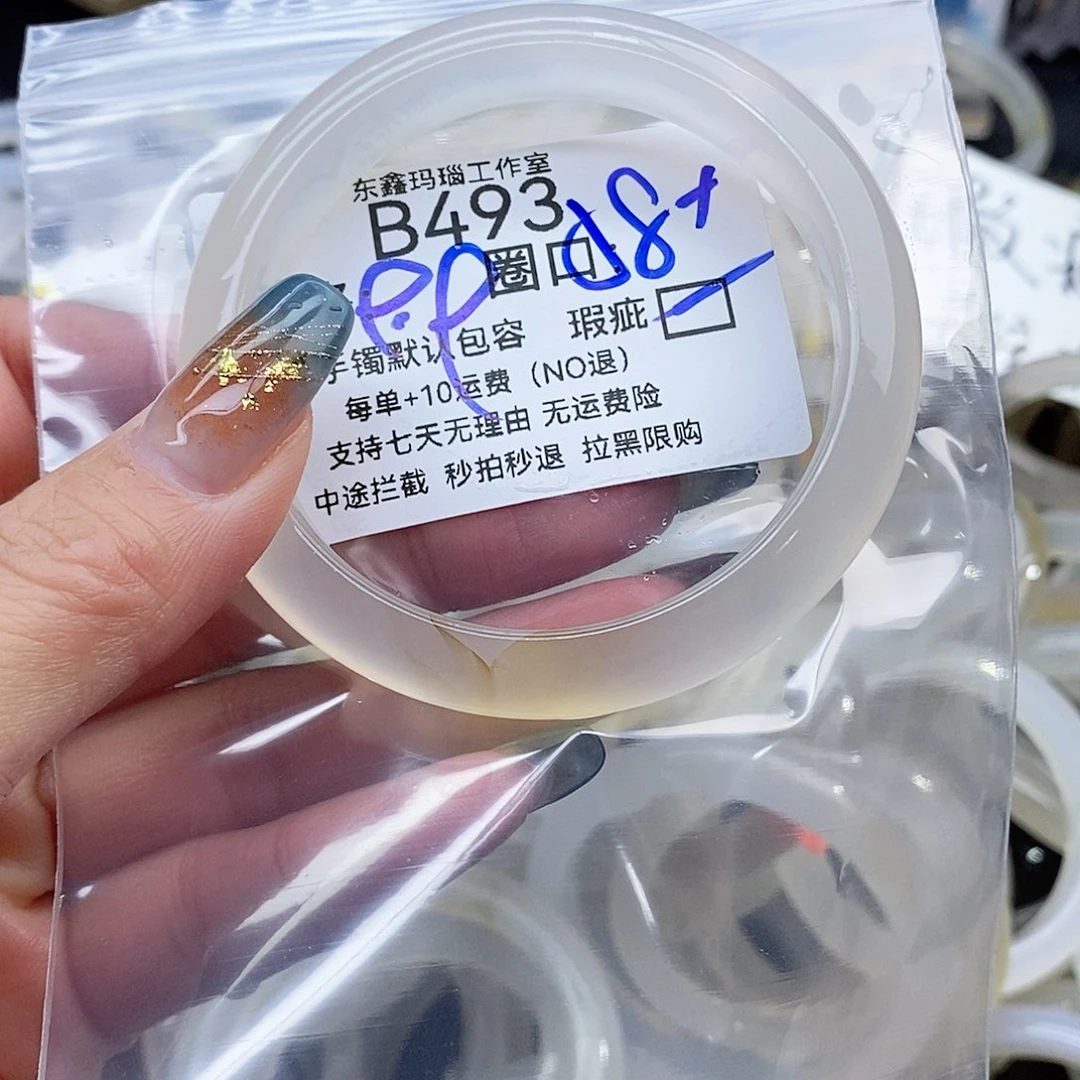 东鑫玛瑙工作室
B493
圈口 58+
手镯默认包容 瑕疵
每单+10运费（NO退）
支持七天无理由 无运费险
中途拦截 秒拍秒退 拉黑限购